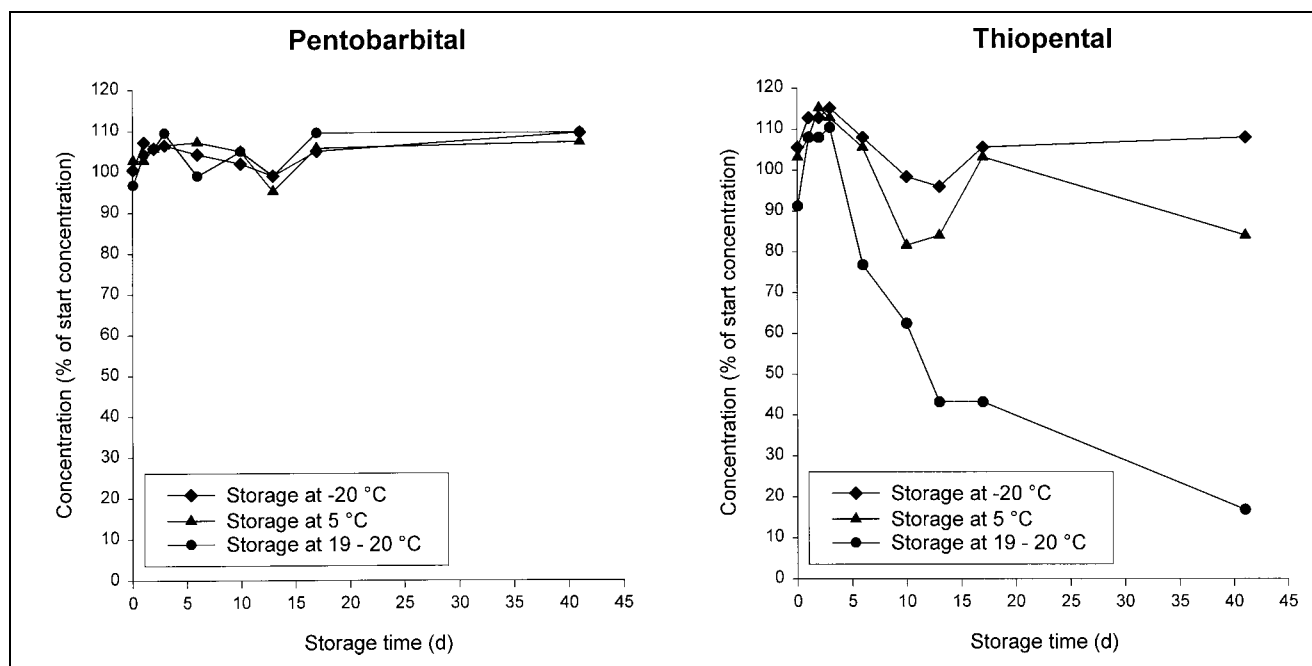 Pentobarbital
Concentration (% of start concentration)
120
110
100
90
80
70
60
50
40
30
20
10
0
Storage at -20 °C
Storage at 5 °C
Storage at 19 - 20 °C
0 5 10 15 20 25 30 35 40 45
Storage time (d)
Thiopental
Concentration (% of start concentration)
120
110
100
90
80
70
60
50
40
30
20
10
0
Storage at -20 °C
Storage at 5 °C
Storage at 19 - 20 °C
0 5 10 15 20 25 30 35 40 45
Storage time (d)